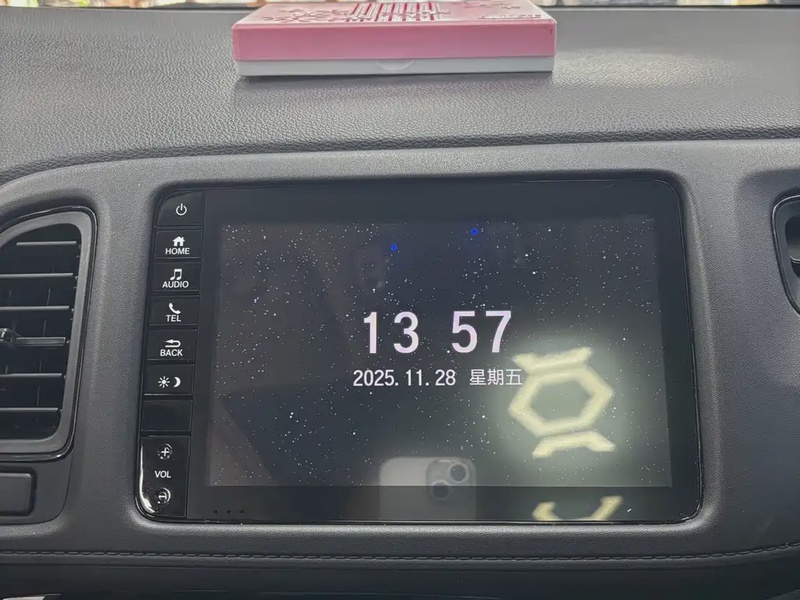 HOME
AUDIO
TEL
BACK
VOL
13 57
2025.11.28 星期五